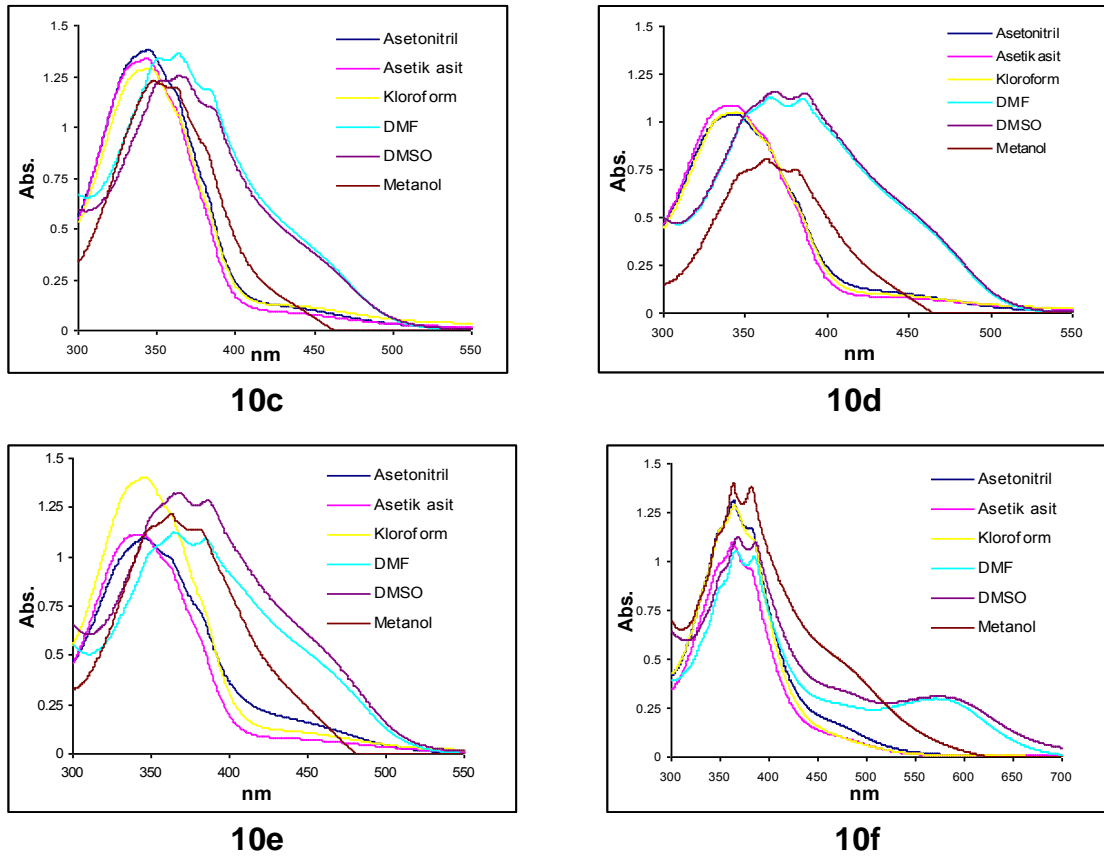 1.5
1.25
1
0.75
0.5
0.25
0
Abs.
300 350 400 450 500 550
nm
Asetonitril
Asetik asit
Kloroform
DMF
DMSO
Metanol
10c
1.5
1.25
1
0.75
0.5
0.25
0
Abs.
300 350 400 450 500 550
nm
Asetonitril
Asetik asit
Kloroform
DMF
DMSO
Metanol
10d
1.5
1.25
1
0.75
0.5
0.25
0
Abs.
300 350 400 450 500 550
nm
Asetonitril
Asetik asit
Kloroform
DMF
DMSO
Metanol
10e
1.5
1.25
1
0.75
0.5
0.25
0
Abs.
300 350 400 450 500 550 600 650 700
nm
Asetonitril
Asetik asit
Kloroform
DMF
DMSO
Metanol
10f